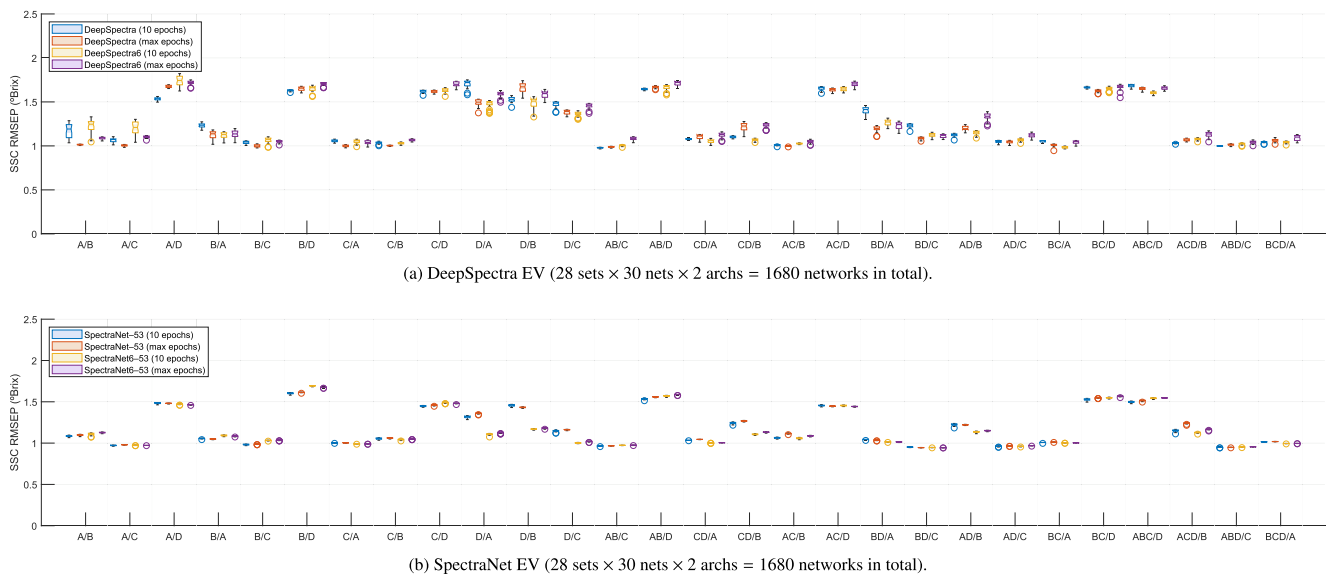 2.5
2
1.5
1
0.5
0
SSC RMSEP (ºBrix)
DeepSpectra (10 epochs)
DeepSpectra (max epochs)
DeepSpectra6 (10 epochs)
DeepSpectra6 (max epochs)
A/B A/C A/D B/A B/C B/D C/A C/B C/D D/A D/B D/C AB/C AB/D CD/A CD/B AC/B AC/D BD/A BD/C AD/B AD/C BC/A BC/D ABC/D ACD/B ABD/C BCD/A
(a) DeepSpectra EV (28 sets × 30 nets × 2 archs = 1680 networks in total).
2.5
2
1.5
1
0.5
0
SSC RMSEP (ºBrix)
SpectraNet–53 (10 epochs)
SpectraNet–53 (max epochs)
SpectraNet6–53 (10 epochs)
SpectraNet6–53 (max epochs)
A/B A/C A/D B/A B/C B/D C/A C/B C/D D/A D/B D/C AB/C AB/D CD/A CD/B AC/B AC/D BD/A BD/C AD/B AD/C BC/A BC/D ABC/D ACD/B ABD/C BCD/A
(b) SpectraNet EV (28 sets × 30 nets × 2 archs = 1680 networks in total).